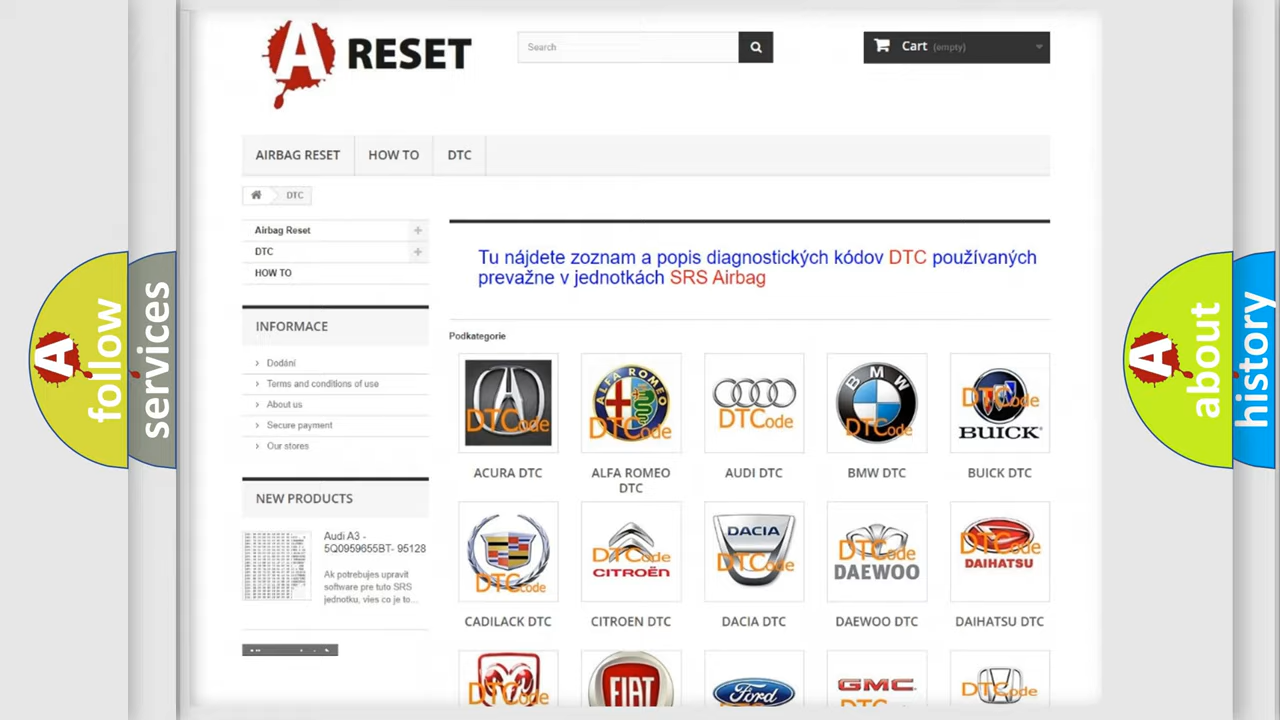 A RESET
Search
Cart (empty)
AIRBAG RESET
HOW TO
DTC
DTC
Airbag Reset
DTC
HOW TO
INFORMACE
Dodání
Terms and conditions of use
About us
Secure payment
Our stores
NEW PRODUCTS
Audi A3 -
5Q0959655BT- 95128
Ak potrebujes upravit
software pre tuto SRS
jednotku, vies co je to...
Tu nájdete zoznam a popis diagnostických kódov DTC používaných
prevažne v jednotkách SRS Airbag
Podkategorie
DTCode
ALFA ROMEO
DTCode
DTCode
BMW
DTCode
DTCode
BUICK
ACURA DTC
ALFA ROMEO
DTC
AUDI DTC
BMW DTC
BUICK DTC
DTCode
DTCode
CITROËN
DACIA
DTCode
DTCode
DAEWOO
DTCode
DAIHATSU
CADILACK DTC
CITROEN DTC
DACIA DTC
DAEWOO DTC
DAIHATSU DTC
DTCode
FIAT
Ford
GMC
DTCode
A follow
services
A about
history